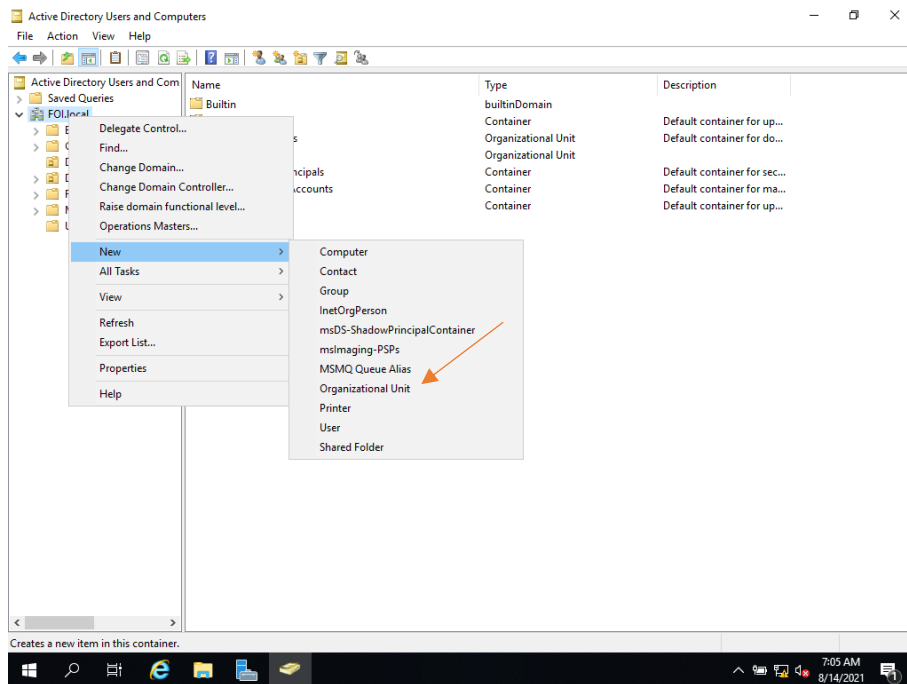 Active Directory Users and Computers
File Action View Help
Active Directory Users and Com
Saved Queries
FOI.local
Name Type Description
Builtin builtinDomain
Container Default container for up...
Organizational Unit Default container for do...
Organizational Unit
Container Default container for sec...
Container Default container for ma...
Container Default container for up...
Delegate Control...
Find...
Change Domain...
Change Domain Controller...
Raise domain functional level...
Operations Masters...
New
All Tasks
View
Refresh
Export List...
Properties
Help
Computer
Contact
Group
InetOrgPerson
msDS-ShadowPrincipalContainer
msImaging-PSPs
MSMQ Queue Alias
Organizational Unit
Printer
User
Shared Folder
Creates a new item in this container.
7:05 AM
8/14/2021
1